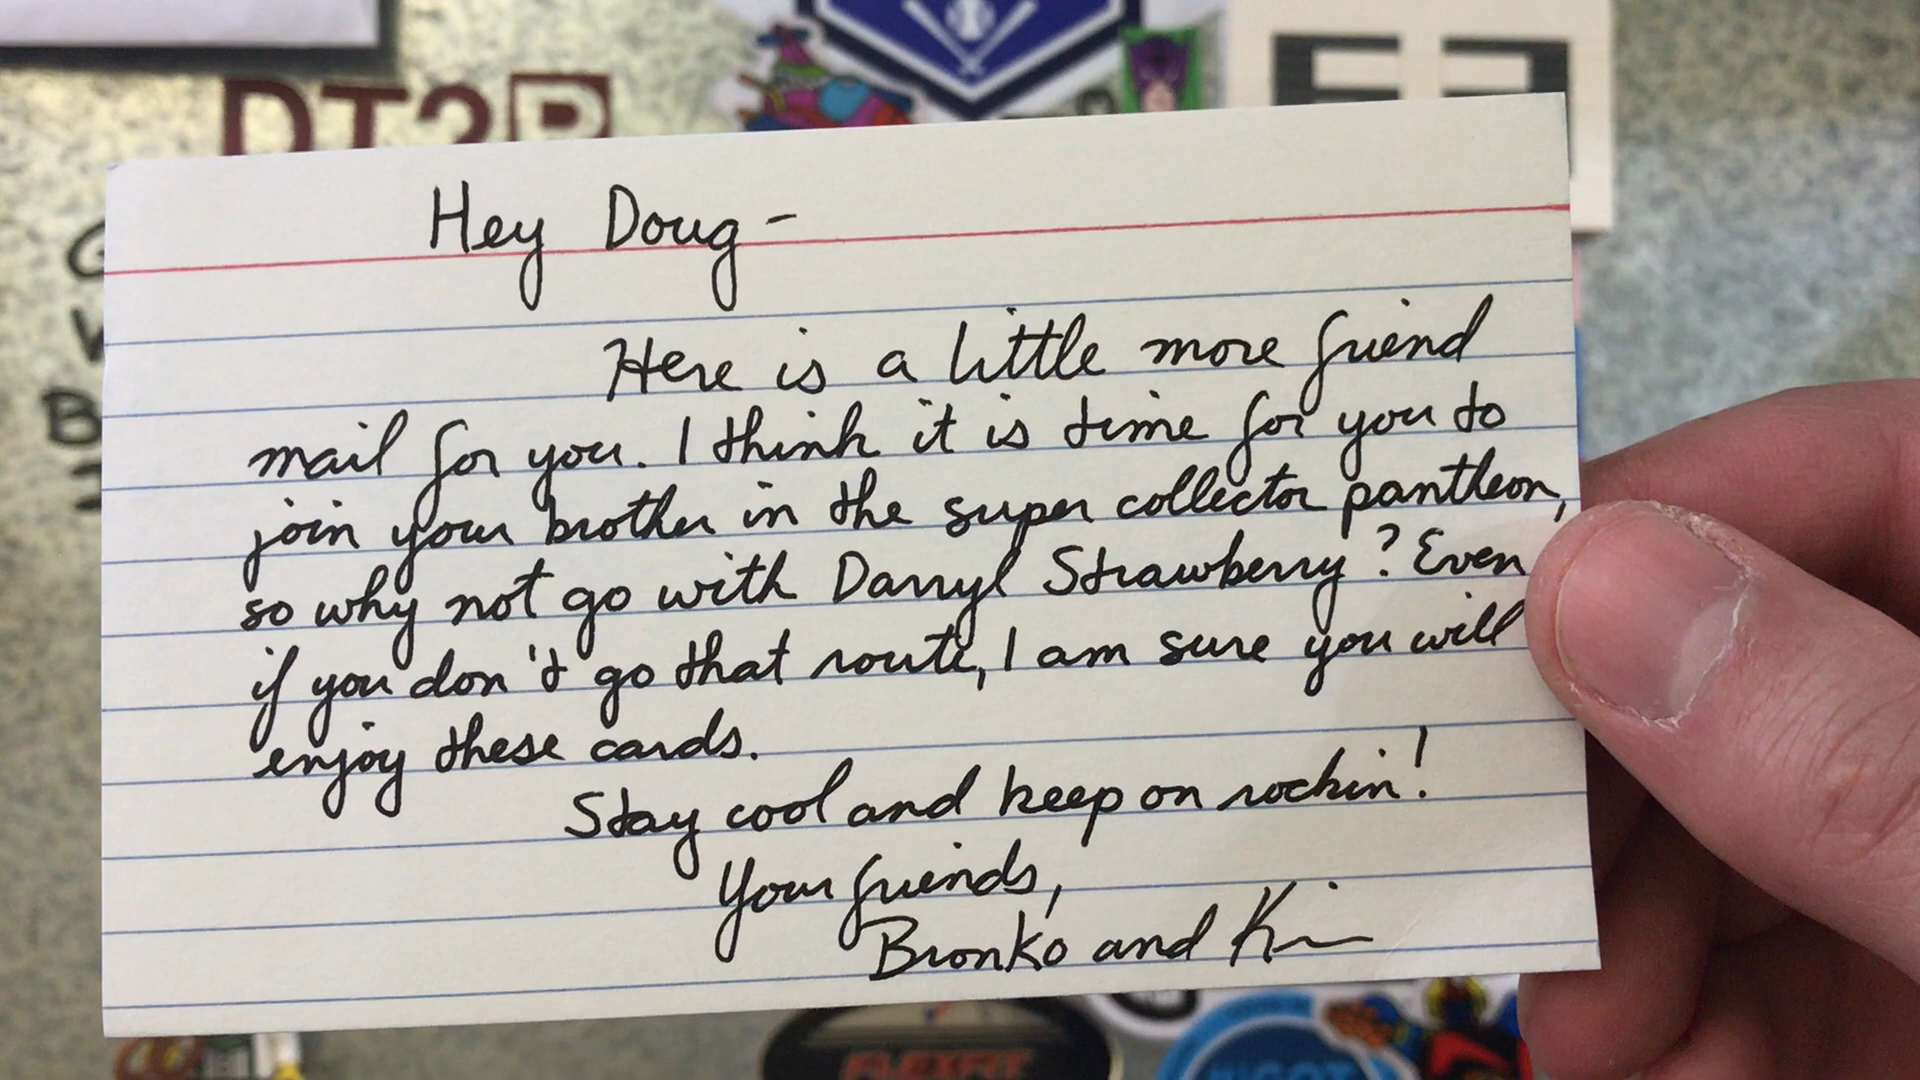 DT2B
Hey Doug -
Here is a little more friend
mail for you. I think it is time for you to
join your brother in the super collector pantheon,
so why not go with Darryl Strawberry? Even
if you don't go that route, I am sure you will
enjoy these cards.
Stay cool and keep on rockin!
Your friends,
Bronko and
FLEXFIT